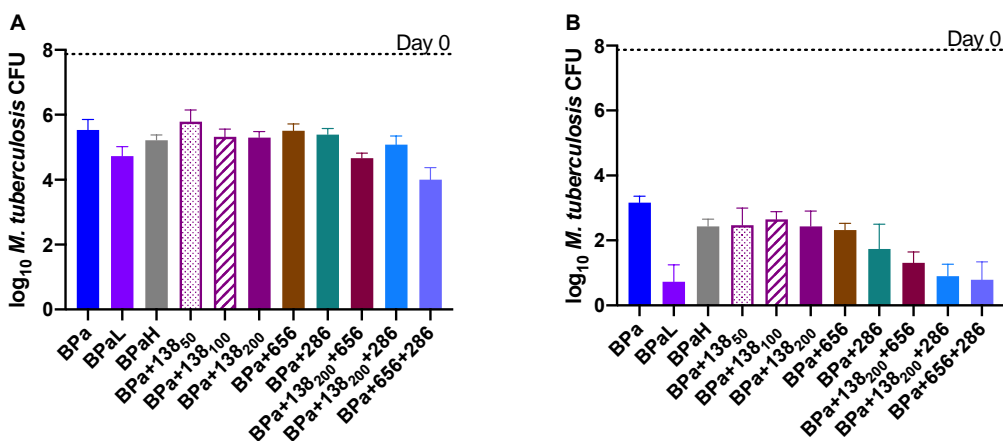 A
Day 0
log₁₀ M. tuberculosis CFU
8
6
4
2
0
BPa
BPaL
BPaH
BPa+138₅₀
BPa+138₁₀₀
BPa+138₂₀₀
BPa+656
BPa+286
BPa+138₂₀₀+656
BPa+138₂₀₀+286
BPa+656+286
B
Day 0
log₁₀ M. tuberculosis CFU
8
6
4
2
0
BPa
BPaL
BPaH
BPa+138₅₀
BPa+138₁₀₀
BPa+138₂₀₀
BPa+656
BPa+286
BPa+138₂₀₀+656
BPa+138₂₀₀+286
BPa+656+286